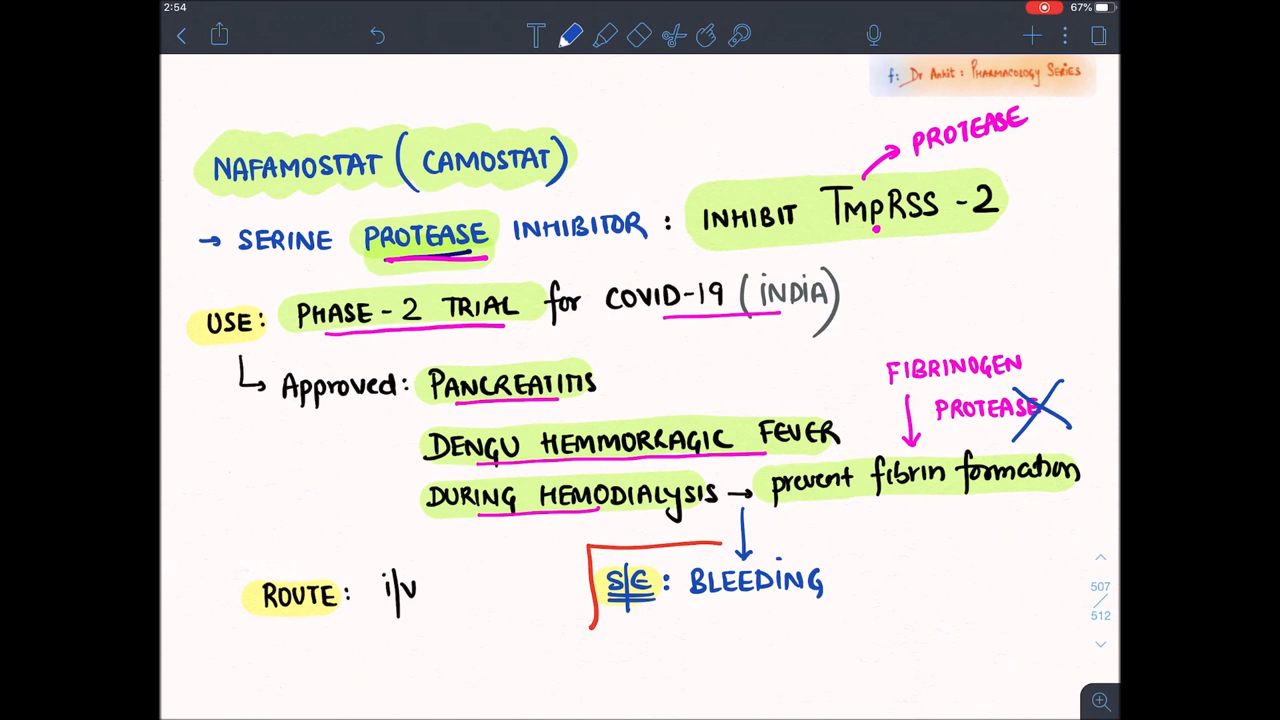 2:54
67%
f: Dr Ankit: PHARMACOLOGY SERIES
NAFAMOSTAT (CAMOSTAT)
→ PROTEASE
→ SERINE PROTEASE INHIBITOR : INHIBIT TmpRSS-2
USE: PHASE-2 TRIAL for COVID-19 (INDIA)
Approved: PANCREATITIS
FIBRINOGEN
PROTEASE
DENGU HEMMORRAGIC FEVER
DURING HEMODIALYSIS → prevent fibrin formation
ROUTE: i/v
S/E: BLEEDING
507
512